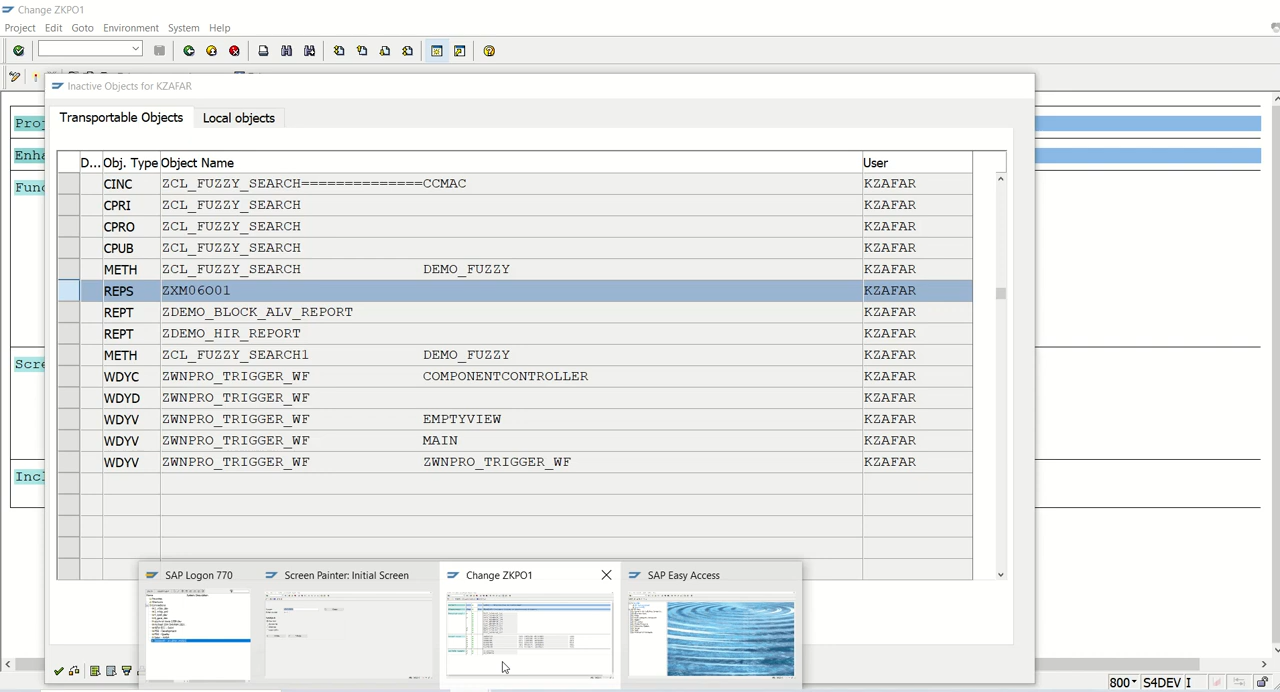 Change ZKPO1
Project Edit Goto Environment System Help
Inactive Objects for KZAFAR
Transportable Objects Local objects
D... Obj. Type Object Name User
CINC ZCL_FUZZY_SEARCH==============CCMAC KZAFAR
CPRI ZCL_FUZZY_SEARCH KZAFAR
CPRO ZCL_FUZZY_SEARCH KZAFAR
CPUB ZCL_FUZZY_SEARCH KZAFAR
METH ZCL_FUZZY_SEARCH DEMO_FUZZY KZAFAR
REPS ZXM06O01 KZAFAR
REPT ZDEMO_BLOCK_ALV_REPORT KZAFAR
REPT ZDEMO_HIR_REPORT KZAFAR
METH ZCL_FUZZY_SEARCH1 DEMO_FUZZY KZAFAR
WDYC ZWNPRO_TRIGGER_WF COMPONENTCONTROLLER KZAFAR
WDYD ZWNPRO_TRIGGER_WF KZAFAR
WDYV ZWNPRO_TRIGGER_WF EMPTYVIEW KZAFAR
WDYV ZWNPRO_TRIGGER_WF MAIN KZAFAR
WDYV ZWNPRO_TRIGGER_WF ZWNPRO_TRIGGER_WF KZAFAR
Proj
Enha
Func
Scre
Incl
SAP Logon 770 Screen Painter: Initial Screen Change ZKPO1 SAP Easy Access
800 S4DEV I